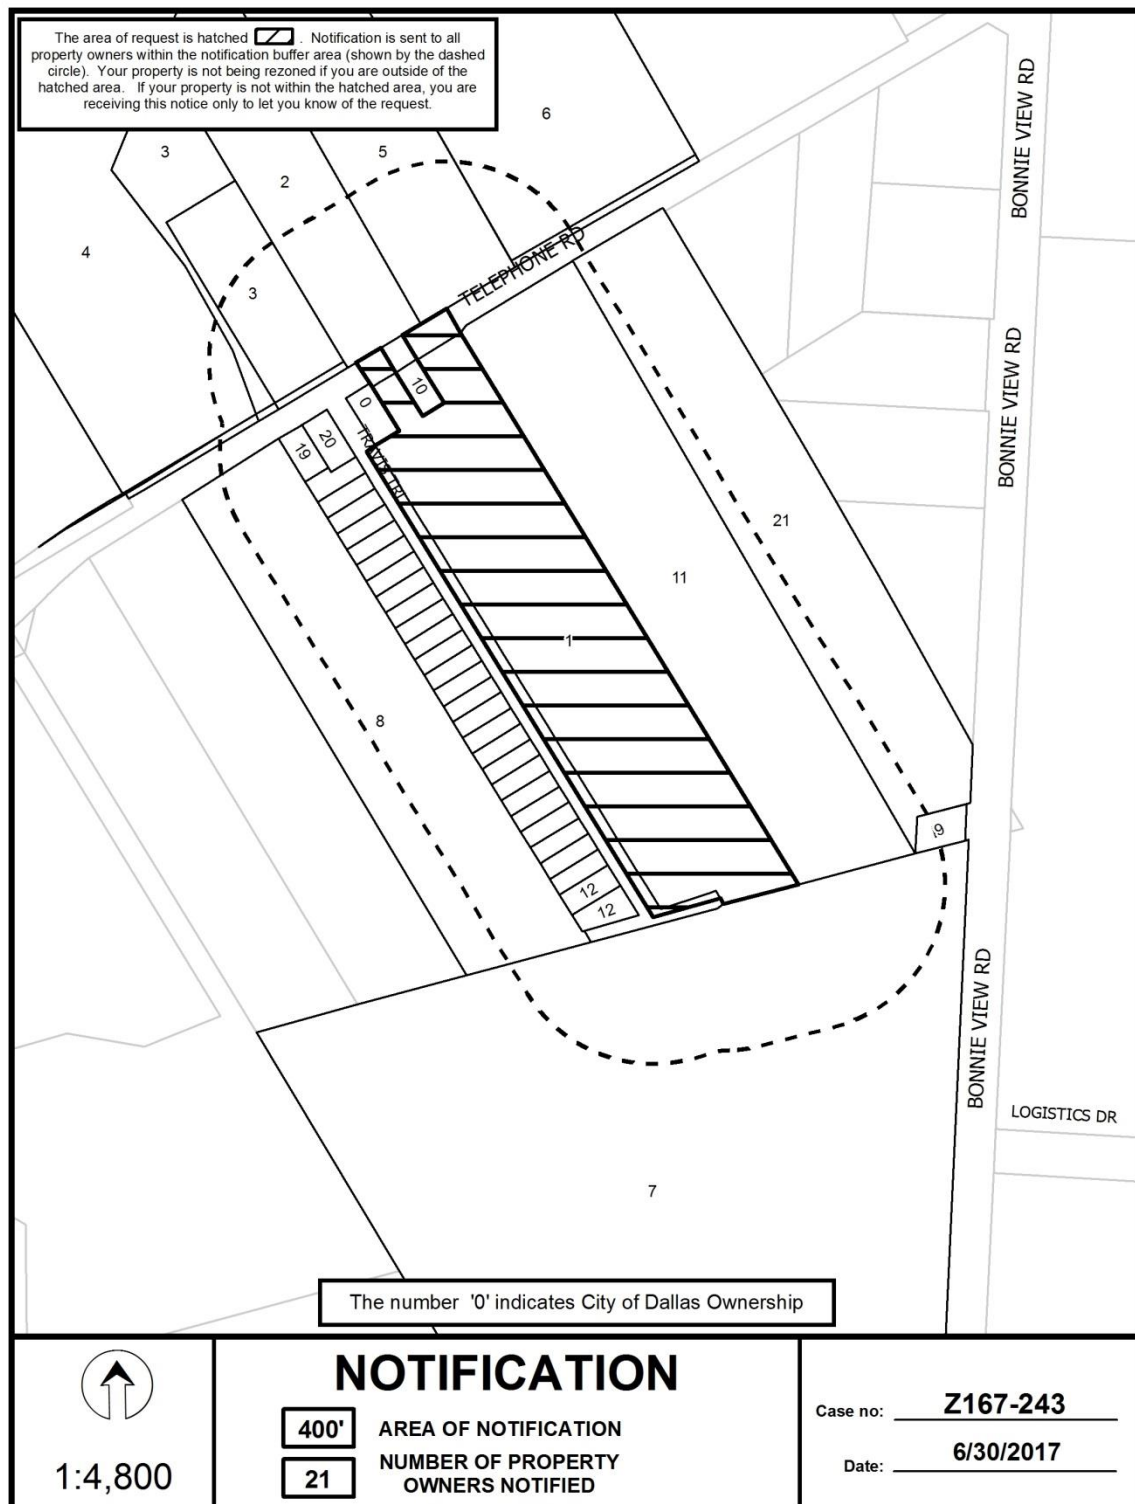 The area of request is hatched . Notification is sent to all
property owners within the notification buffer area (shown by the dashed
circle). Your property is not being rezoned if you are outside of the
hatched area. If your property is not within the hatched area, you are
receiving this notice only to let you know of the request.
6
3
5
2
4
3
BONNIE VIEW RD
TELEPHONE RD
10
0
20
19
TRAVIS TRL
BONNIE VIEW RD
21
11
1
8
9
12
12
BONNIE VIEW RD
LOGISTICS DR
7
The number '0' indicates City of Dallas Ownership
1:4,800
NOTIFICATION
400' AREA OF NOTIFICATION
21 NUMBER OF PROPERTY
OWNERS NOTIFIED
Case no: Z167-243
Date: 6/30/2017